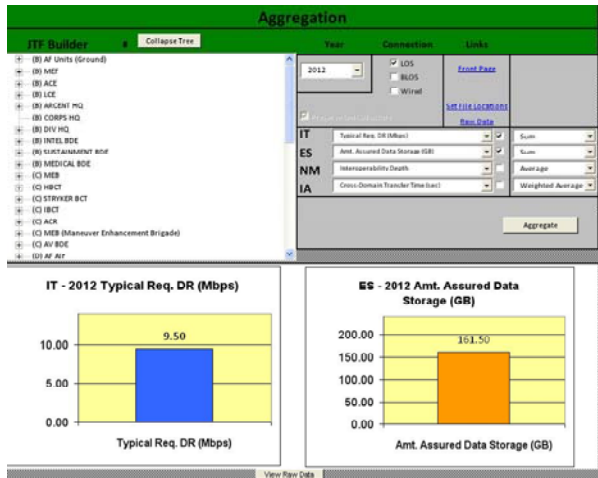 Aggregation
JTF Builder # Collapse Tree Year Connection Links
(B) AF Units (Ground)
(B) MEF
(B) ACE
(B) LCE
(B) ARCENT HQ
(B) CORPS HQ
(B) DIV HQ
(B) INTEL BDE
(B) SUSTAINMENT BDE
(B) MEDICAL BDE
(C) MEB
(C) HBCT
(C) STRYKER BCT
(C) IBCT
(C) ACR
(C) MEB (Maneuver Enhancement Brigade)
(C) AV BDE
(D) AF Air
2012
LOS
BLOS
Wired
Front Page
Set File Locations
Raw Data
IT Typical Req. DR (Mbps) Sum
ES Amt. Assured Data Storage (GB) Sum
NM Interoperability Depth Average
IA Cross-Domain Transfer Time (sec) Weighted Average
Aggregate
IT - 2012 Typical Req. DR (Mbps)
9.50
10.00
5.00
0.00
Typical Req. DR (Mbps)
ES - 2012 Amt. Assured Data
Storage (GB)
161.50
200.00
150.00
100.00
50.00
0.00
Amt. Assured Data Storage (GB)
View Raw Data